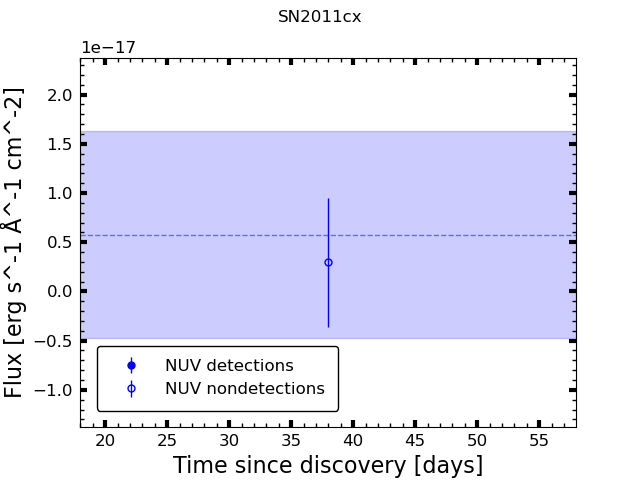 SN2011cx
1e−17
2.0
1.5
1.0
0.5
0.0
−0.5
−1.0
Flux [erg s^-1 Å^-1 cm^-2]
NUV detections
NUV nondetections
20 25 30 35 40 45 50 55
Time since discovery [days]